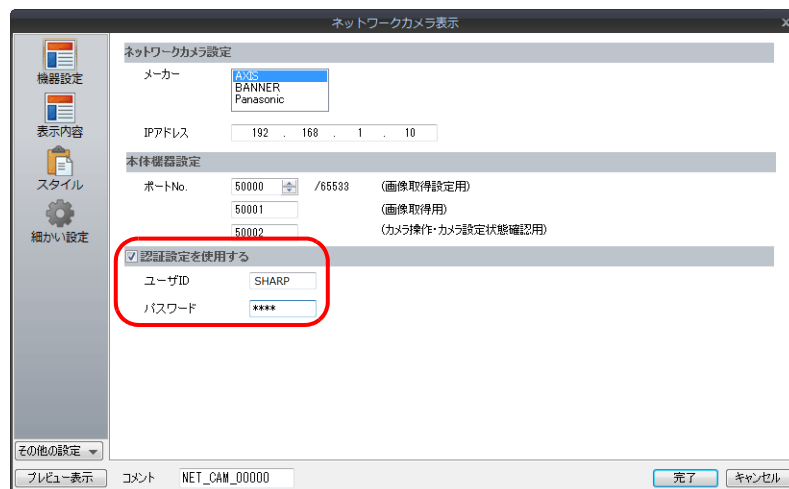 ネットワークカメラ表示
x
機器設定
表示内容
スタイル
細かい設定
その他の設定
プレビュー表示
ネットワークカメラ設定
メーカー
AXIS
BANNER
Panasonic
IPアドレス 192 . 168 . 1 . 10
本体機器設定
ポートNo. 50000 /65533 (画像取得設定用)
50001 (画像取得用)
50002 (カメラ操作・カメラ設定状態確認用)
認証設定を使用する
ユーザID SHARP
パスワード ****
コメント NET_CAM_00000
完了 キャンセル